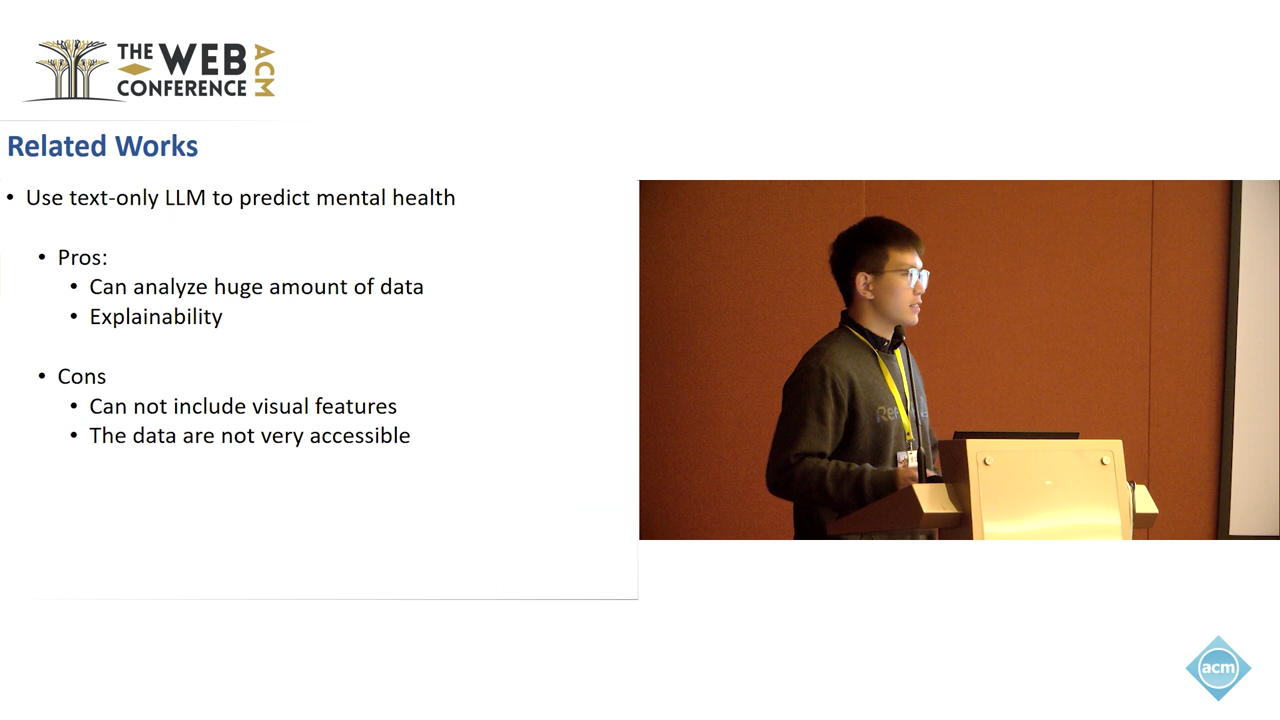 THE WEB
CONFERENCE
ACM
Related Works
• Use text-only LLM to predict mental health
• Pros:
• Can analyze huge amount of data
• Explainability
• Cons
• Can not include visual features
• The data are not very accessible
acm